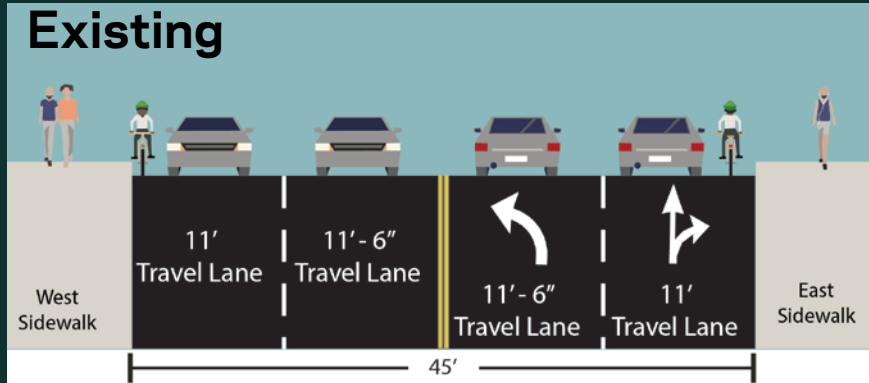 Existing
11'
Travel Lane
11' - 6"
Travel Lane
11' - 6"
Travel Lane
11'
Travel Lane
West
Sidewalk
East
Sidewalk
45'